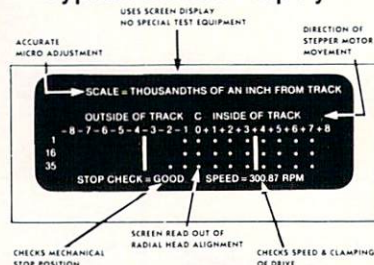 USES SCREEN DISPLAY
NO SPECIAL TEST EQUIPMENT
ACCURATE
MICRO ADJUSTMENT
DIRECTION OF
STEPPER MOTOR
MOVEMENT
SCALE = THOUSANDTHS OF AN INCH FROM TRACK
OUTSIDE OF TRACK C INSIDE OF TRACK
-8-7-6-5-4-3-2-1 0+1+2+3+4+5+6+7+8
1
16
35
STOP CHECK = GOOD SPEED = 300.87 RPM
CHECKS MECHANICAL
STOP POSITION
SCREEN READ OUT OF
RADIAL HEAD ALIGNMENT
CHECKS SPEED & CLAMPING
OF DRIVE